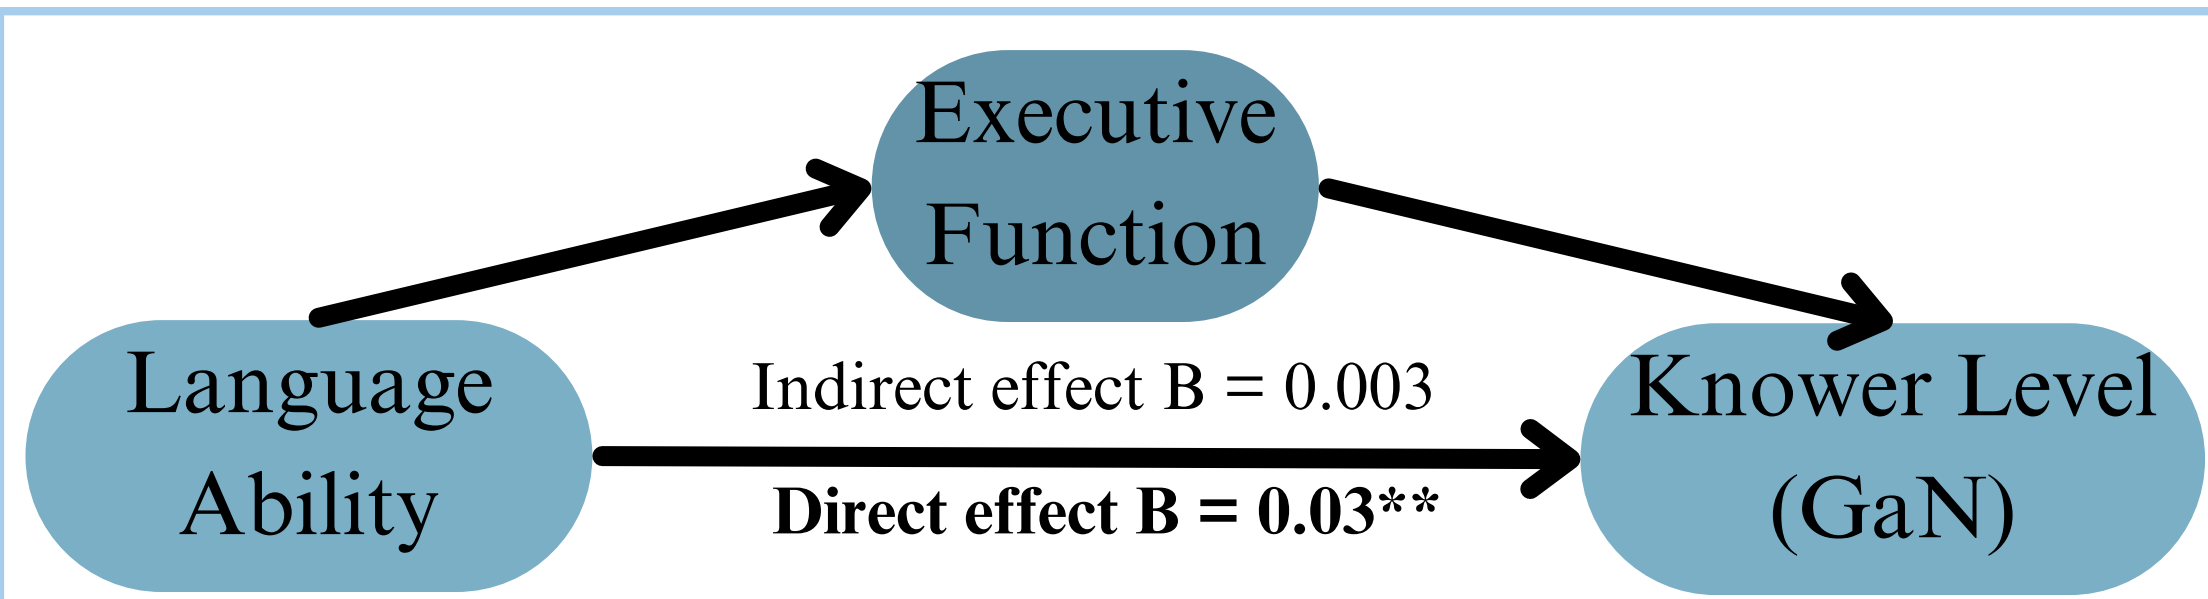 Executive
Function
Language
Ability
Indirect effect B = 0.003
Direct effect B = 0.03**
Knower Level
(GaN)